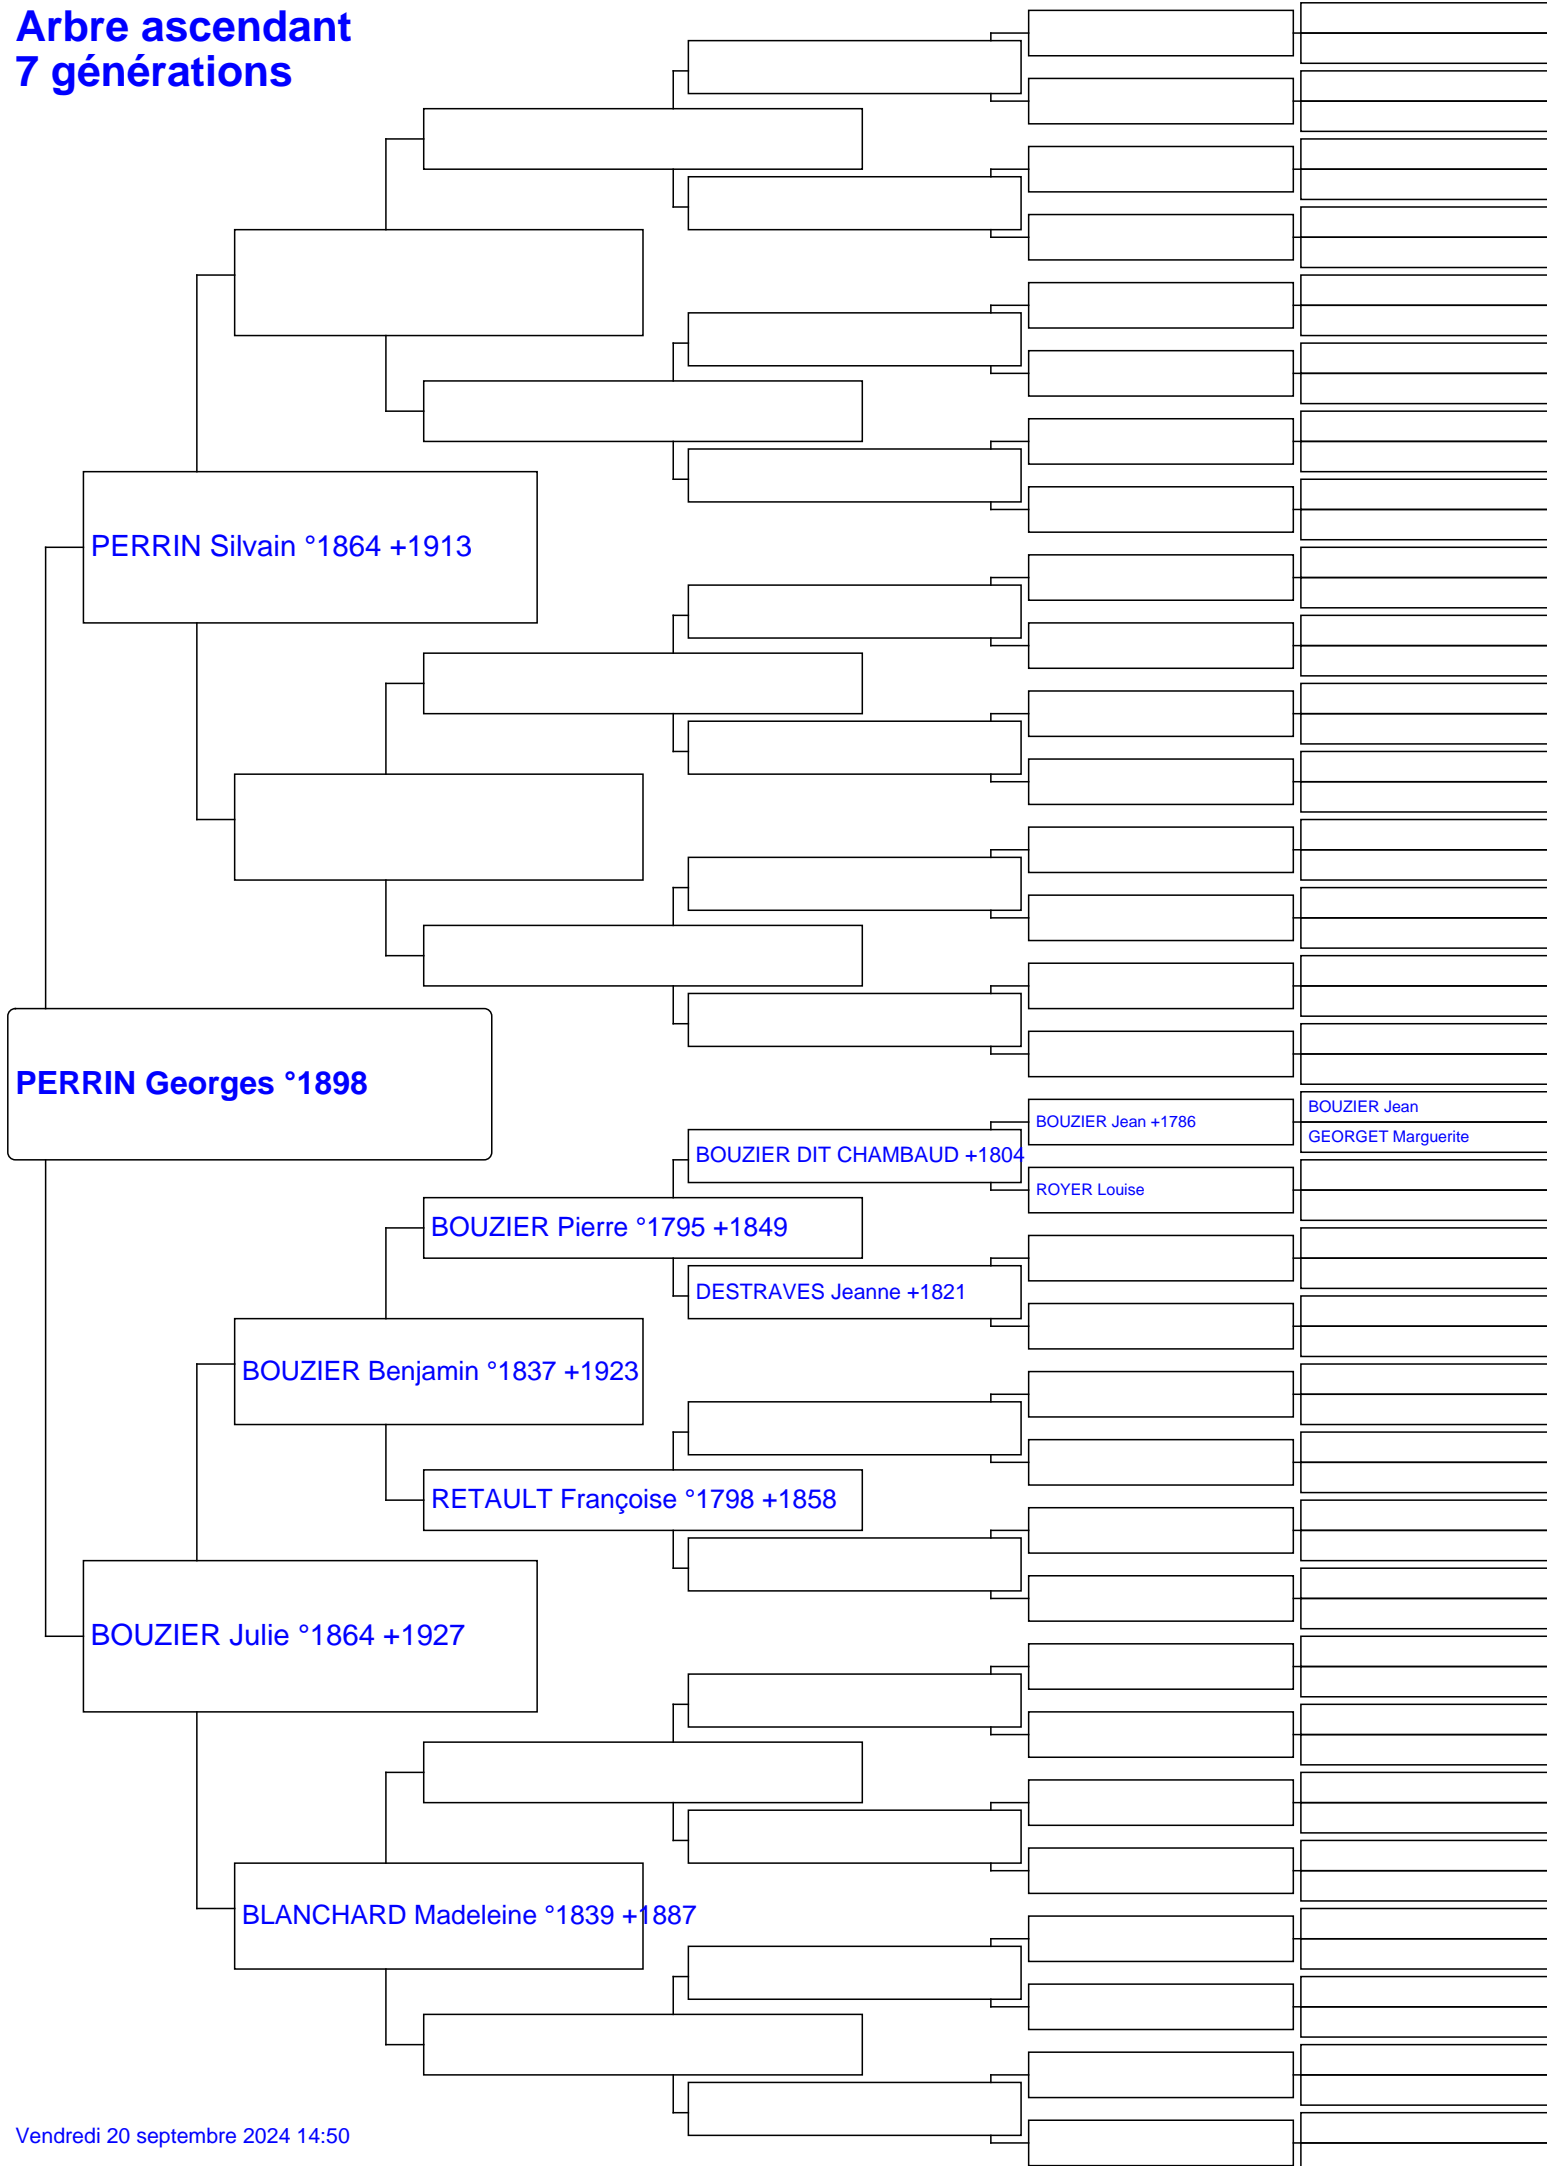 Arbre ascendant
7 générations
PERRIN Silvain °1864 +1913
PERRIN Georges °1898
BOUZIER Jean +1786
BOUZIER Jean
GEORGET Marguerite
BOUZIER DIT CHAMBAUD +1804
ROYER Louise
BOUZIER Pierre °1795 +1849
DESTRAVES Jeanne +1821
BOUZIER Benjamin °1837 +1923
RETAULT Françoise °1798 +1858
BOUZIER Julie °1864 +1927
BLANCHARD Madeleine °1839 +1887
Vendredi 20 septembre 2024 14:50